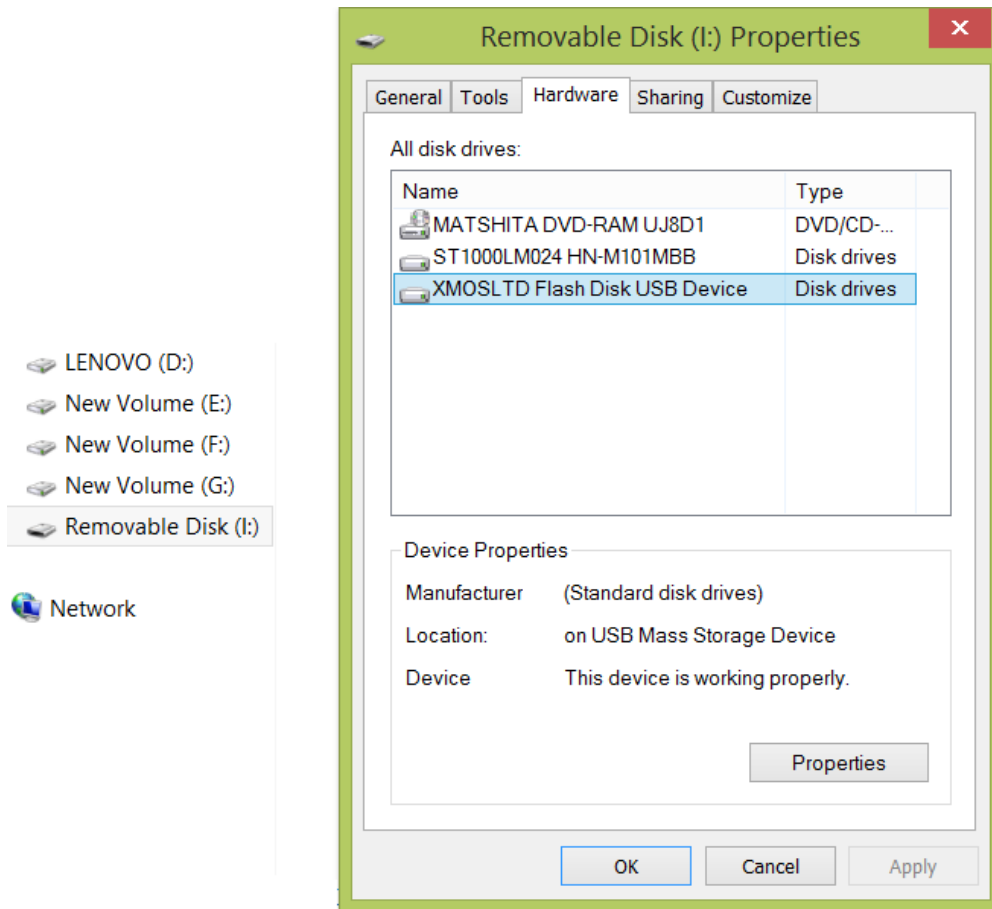 LENOVO (D:)
New Volume (E:)
New Volume (F:)
New Volume (G:)
Removable Disk (I:)
Network
Removable Disk (I:) Properties
General Tools Hardware Sharing Customize
All disk drives:
Name Type
MATSHITA DVD-RAM UJ8D1 DVD/CD-...
ST1000LM024 HN-M101MBB Disk drives
XMOSLTD Flash Disk USB Device Disk drives
Device Properties
Manufacturer (Standard disk drives)
Location: on USB Mass Storage Device
Device This device is working properly.
Properties
OK Cancel Apply